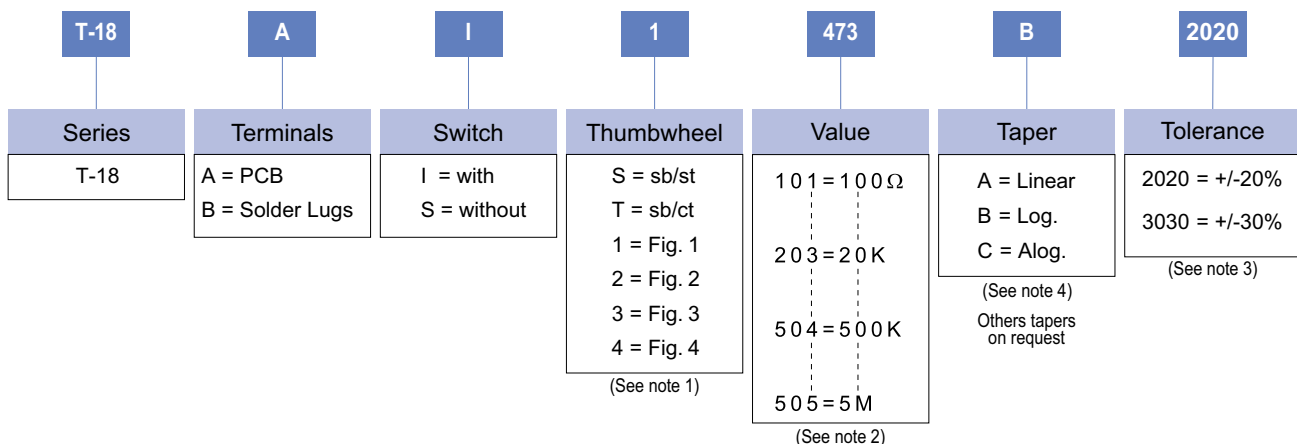 T-18 A I 1 473 B 2020
Series Terminals Switch Thumbwheel Value Taper Tolerance
T-18
A = PCB
B = Solder Lugs
I = with
S = without
S = sb/st
T = sb/ct
1 = Fig. 1
2 = Fig. 2
3 = Fig. 3
4 = Fig. 4
(See note 1)
101=100Ω
203=20K
504=500K
505=5M
(See note 2)
A = Linear
B = Log.
C = Alog.
(See note 4)
Others tapers
on request
2020 = +/-20%
3030 = +/-30%
(See note 3)